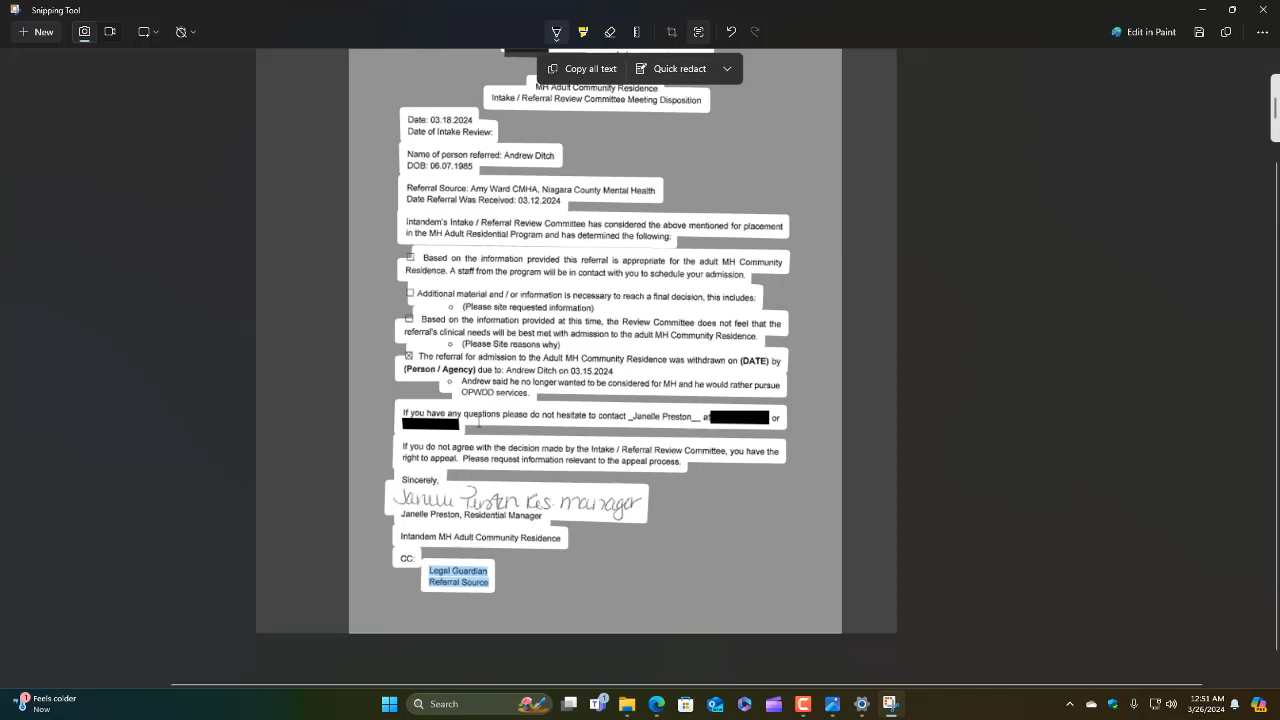 Snipping Tool
New
Edit in Paint
Copy all text
Quick redact
MH Adult Community Residence
Intake / Referral Review Committee Meeting Disposition
Date: 03.18.2024
Date of Intake Review:
Name of person referred: Andrew Ditch
DOB: 06.07.1985
Referral Source: Amy Ward CMHA, Niagara County Mental Health
Date Referral Was Received: 03.12.2024
Intandem's Intake / Referral Review Committee has considered the above mentioned for placement
in the MH Adult Residential Program and has determined the following:
☐ Based on the information provided this referral is appropriate for the adult MH Community
Residence. A staff from the program will be in contact with you to schedule your admission.
☐ Additional material and / or information is necessary to reach a final decision, this includes:
o (Please site requested information)
☐ Based on the information provided at this time, the Review Committee does not feel that the
referral's clinical needs will be best met with admission to the adult MH Community Residence.
o (Please Site reasons why)
☒ The referral for admission to the Adult MH Community Residence was withdrawn on (DATE) by
(Person / Agency) due to: Andrew Ditch on 03.15.2024
o Andrew said he no longer wanted to be considered for MH and he would rather pursue
OPWDD services.
If you have any questions please do not hesitate to contact _Janelle Preston__ at or
If you do not agree with the decision made by the Intake / Referral Review Committee, you have the
right to appeal. Please request information relevant to the appeal process.
Sincerely,
Janelle Preston Res. manager
Janelle Preston, Residential Manager
Intandem MH Adult Community Residence
CC:
Legal Guardian
Referral Source
Feels colder
Now
Search
12:51 AM
3/26/2024